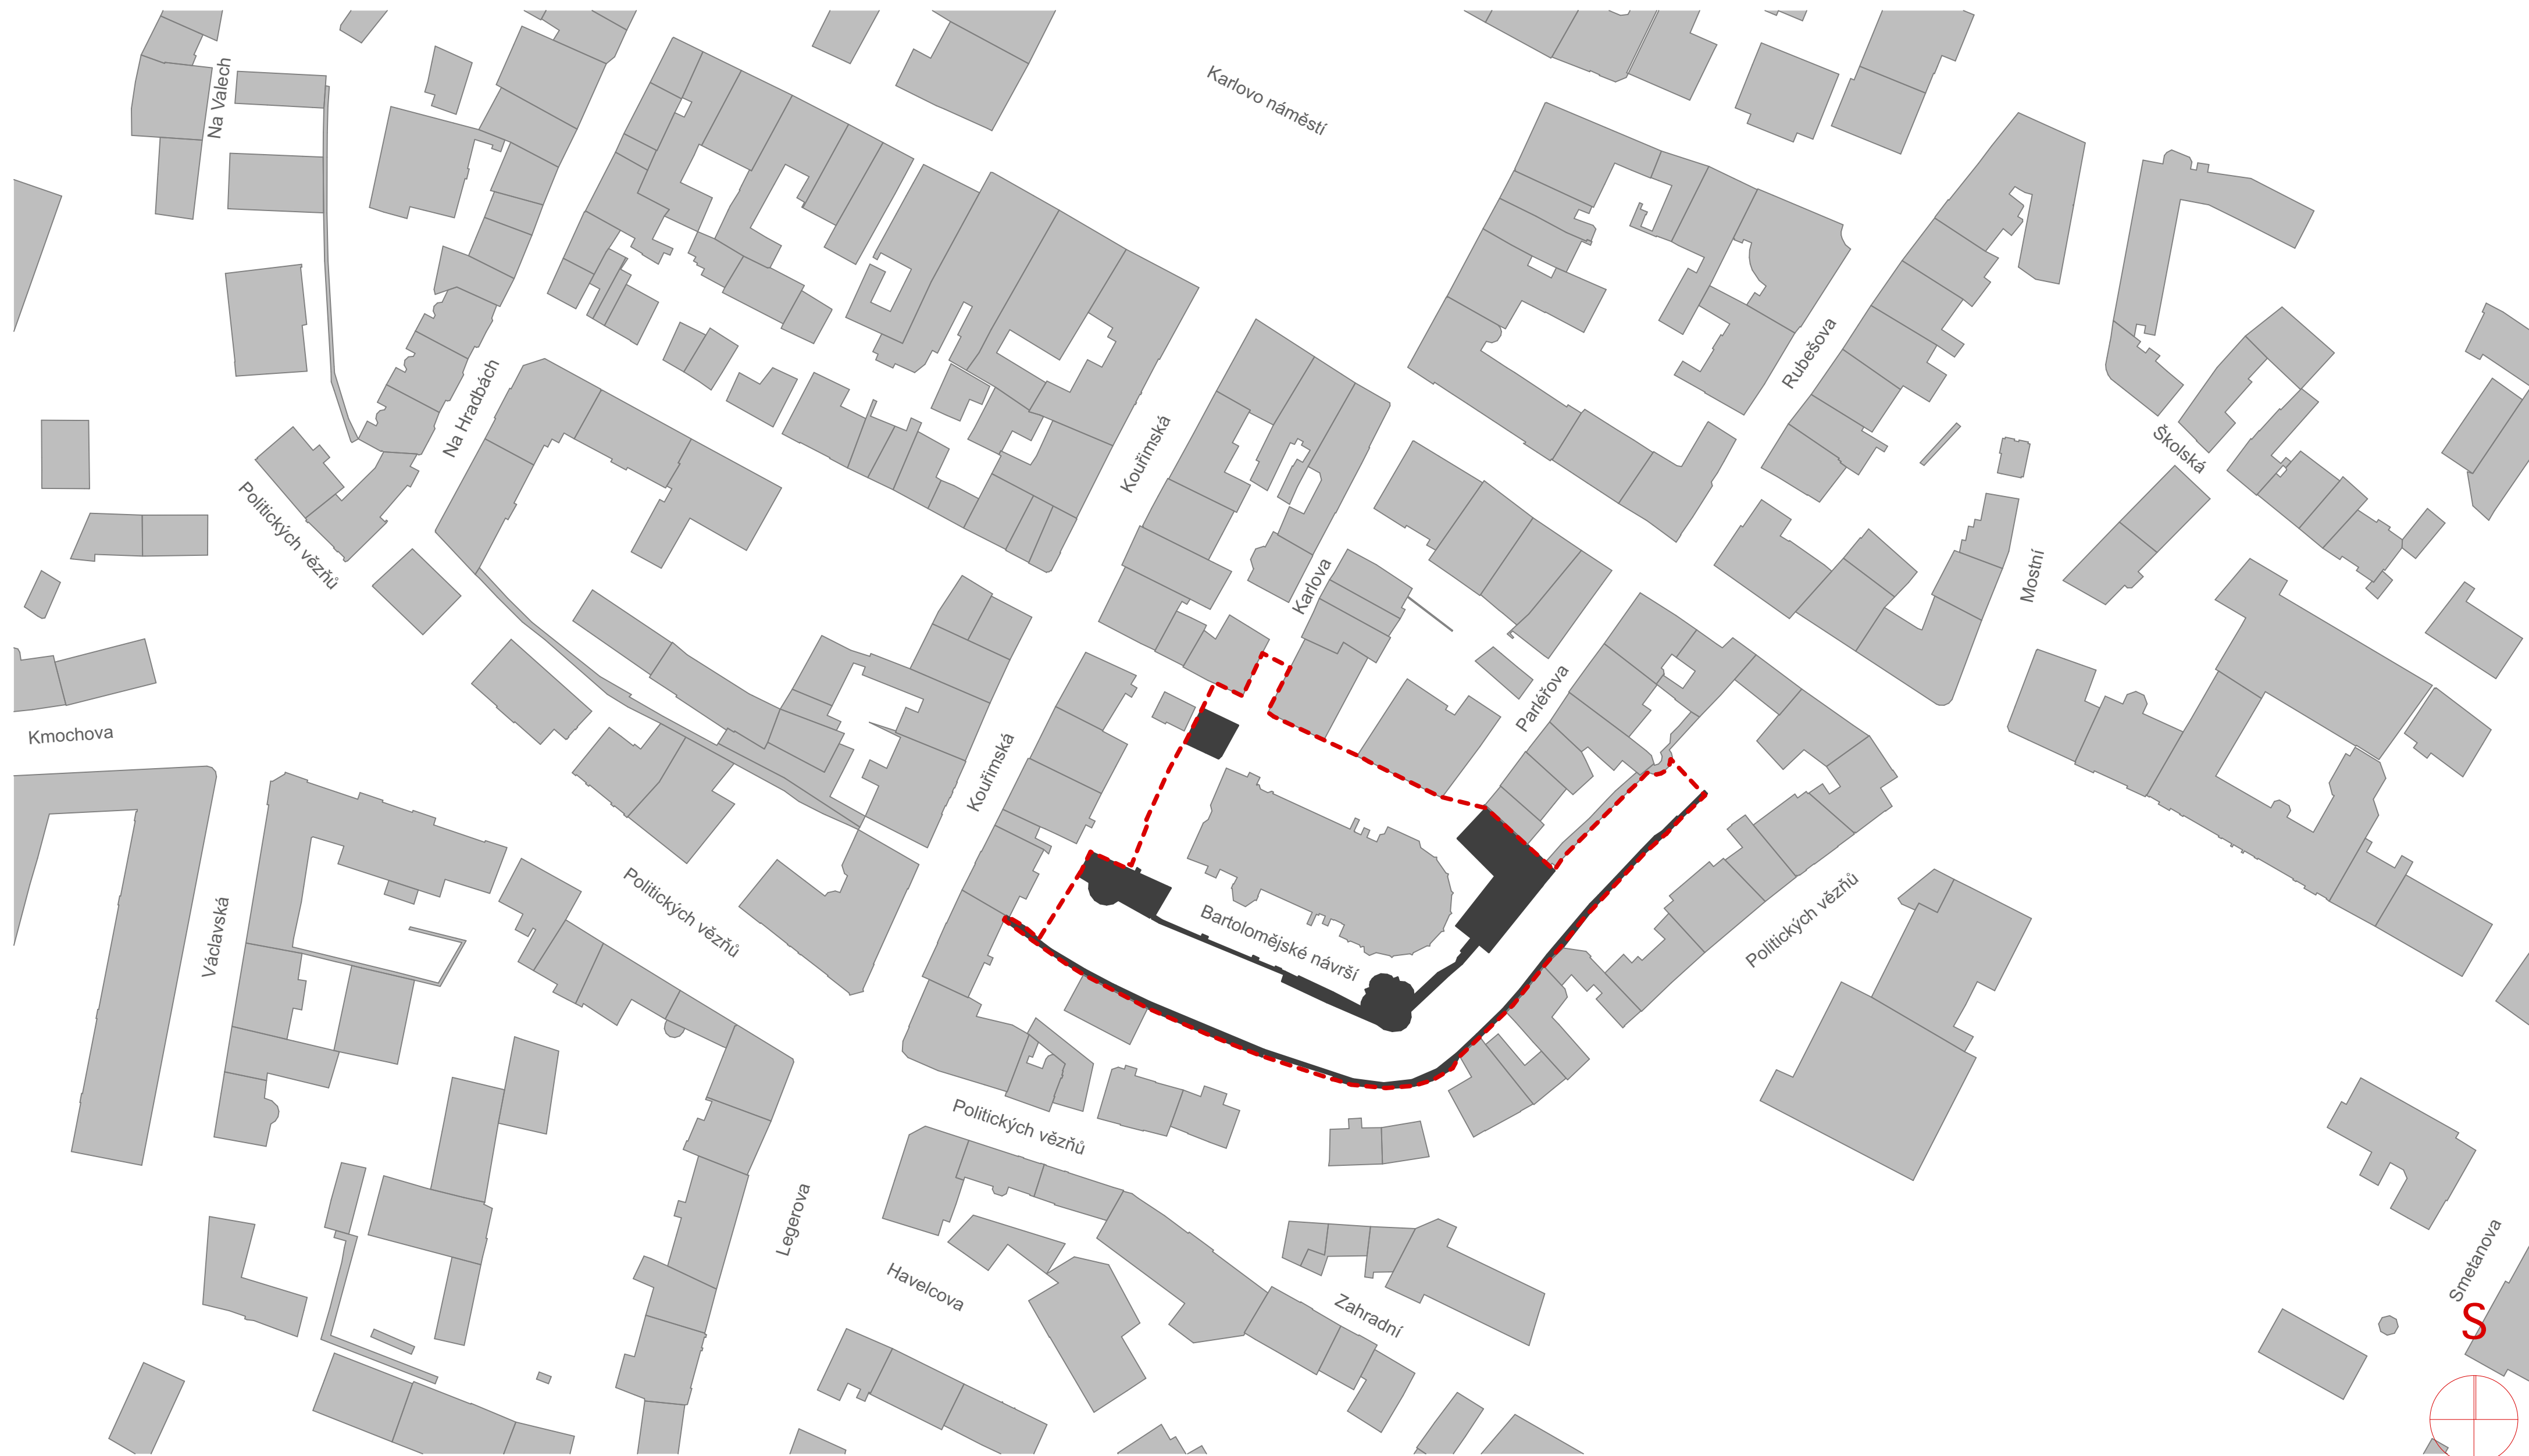 Karlovo náměstí
Na Valech
Rubešova
Na Hradbách
Kouřimská
Školská
Politických vězňů
Karlova
Mostní
Parléřova
Kmochova
Kouřimská
Politických vězňů
Václavská
Bartolomějské návrší
Politických vězňů
Politických vězňů
Legerova
Havelcova
Zahradní
Smetanova
S